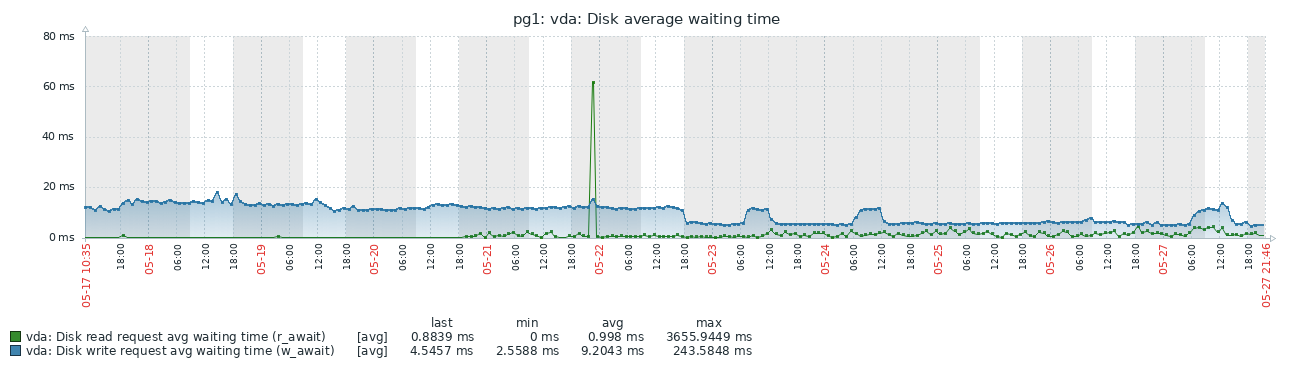 pg1: vda: Disk average waiting time
80 ms
60 ms
40 ms
20 ms
0 ms
05-17 10:35 18:00 05-18 06:00 12:00 18:00 05-19 06:00 12:00 18:00 05-20 06:00 12:00 18:00 05-21 06:00 12:00 18:00 05-22 06:00 12:00 18:00 05-23 06:00 12:00 18:00 05-24 06:00 12:00 18:00 05-25 06:00 12:00 18:00 05-26 06:00 12:00 18:00 05-27 06:00 12:00 18:00 05-27 21:46
last min avg max
vda: Disk read request avg waiting time (r_await) [avg] 0.8839 ms 0 ms 0.998 ms 3655.9449 ms
vda: Disk write request avg waiting time (w_await) [avg] 4.5457 ms 2.5588 ms 9.2043 ms 243.5848 ms